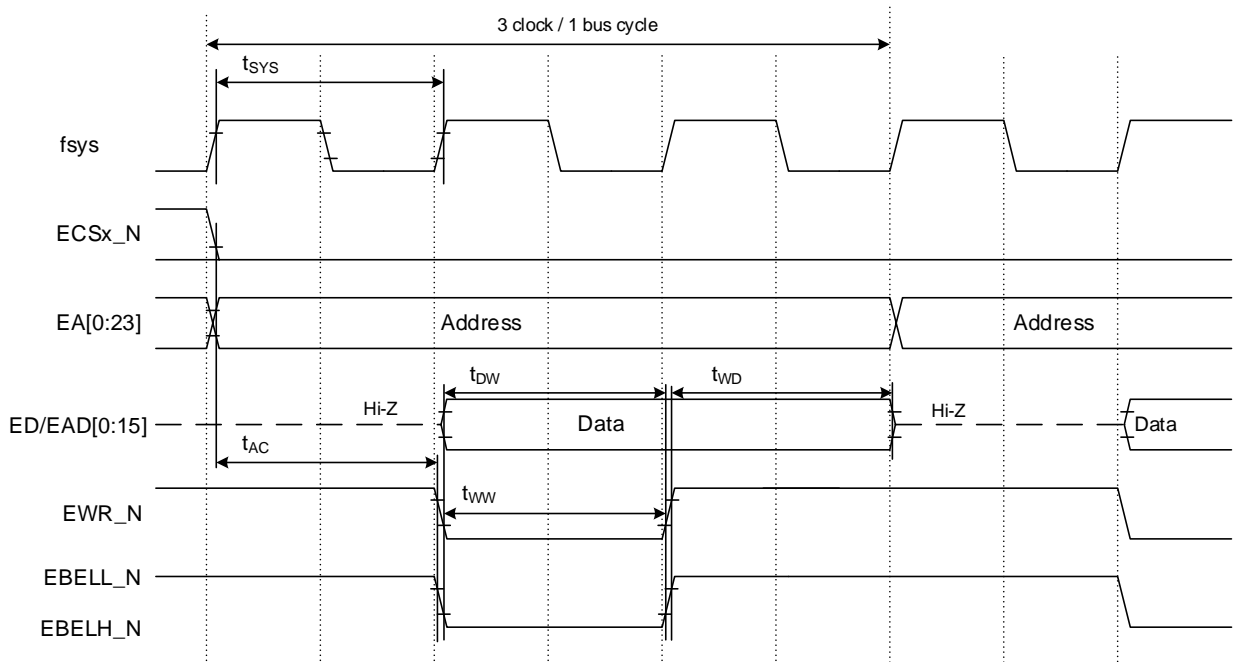 3 clock / 1 bus cycle
tSYS
fsys
ECSx_N
EA[0:23]
Address
Address
tDW
tWD
ED/EAD[0:15]
Hi-Z
Data
Hi-Z
Data
tAC
tWW
EWR_N
EBELL_N
EBELH_N